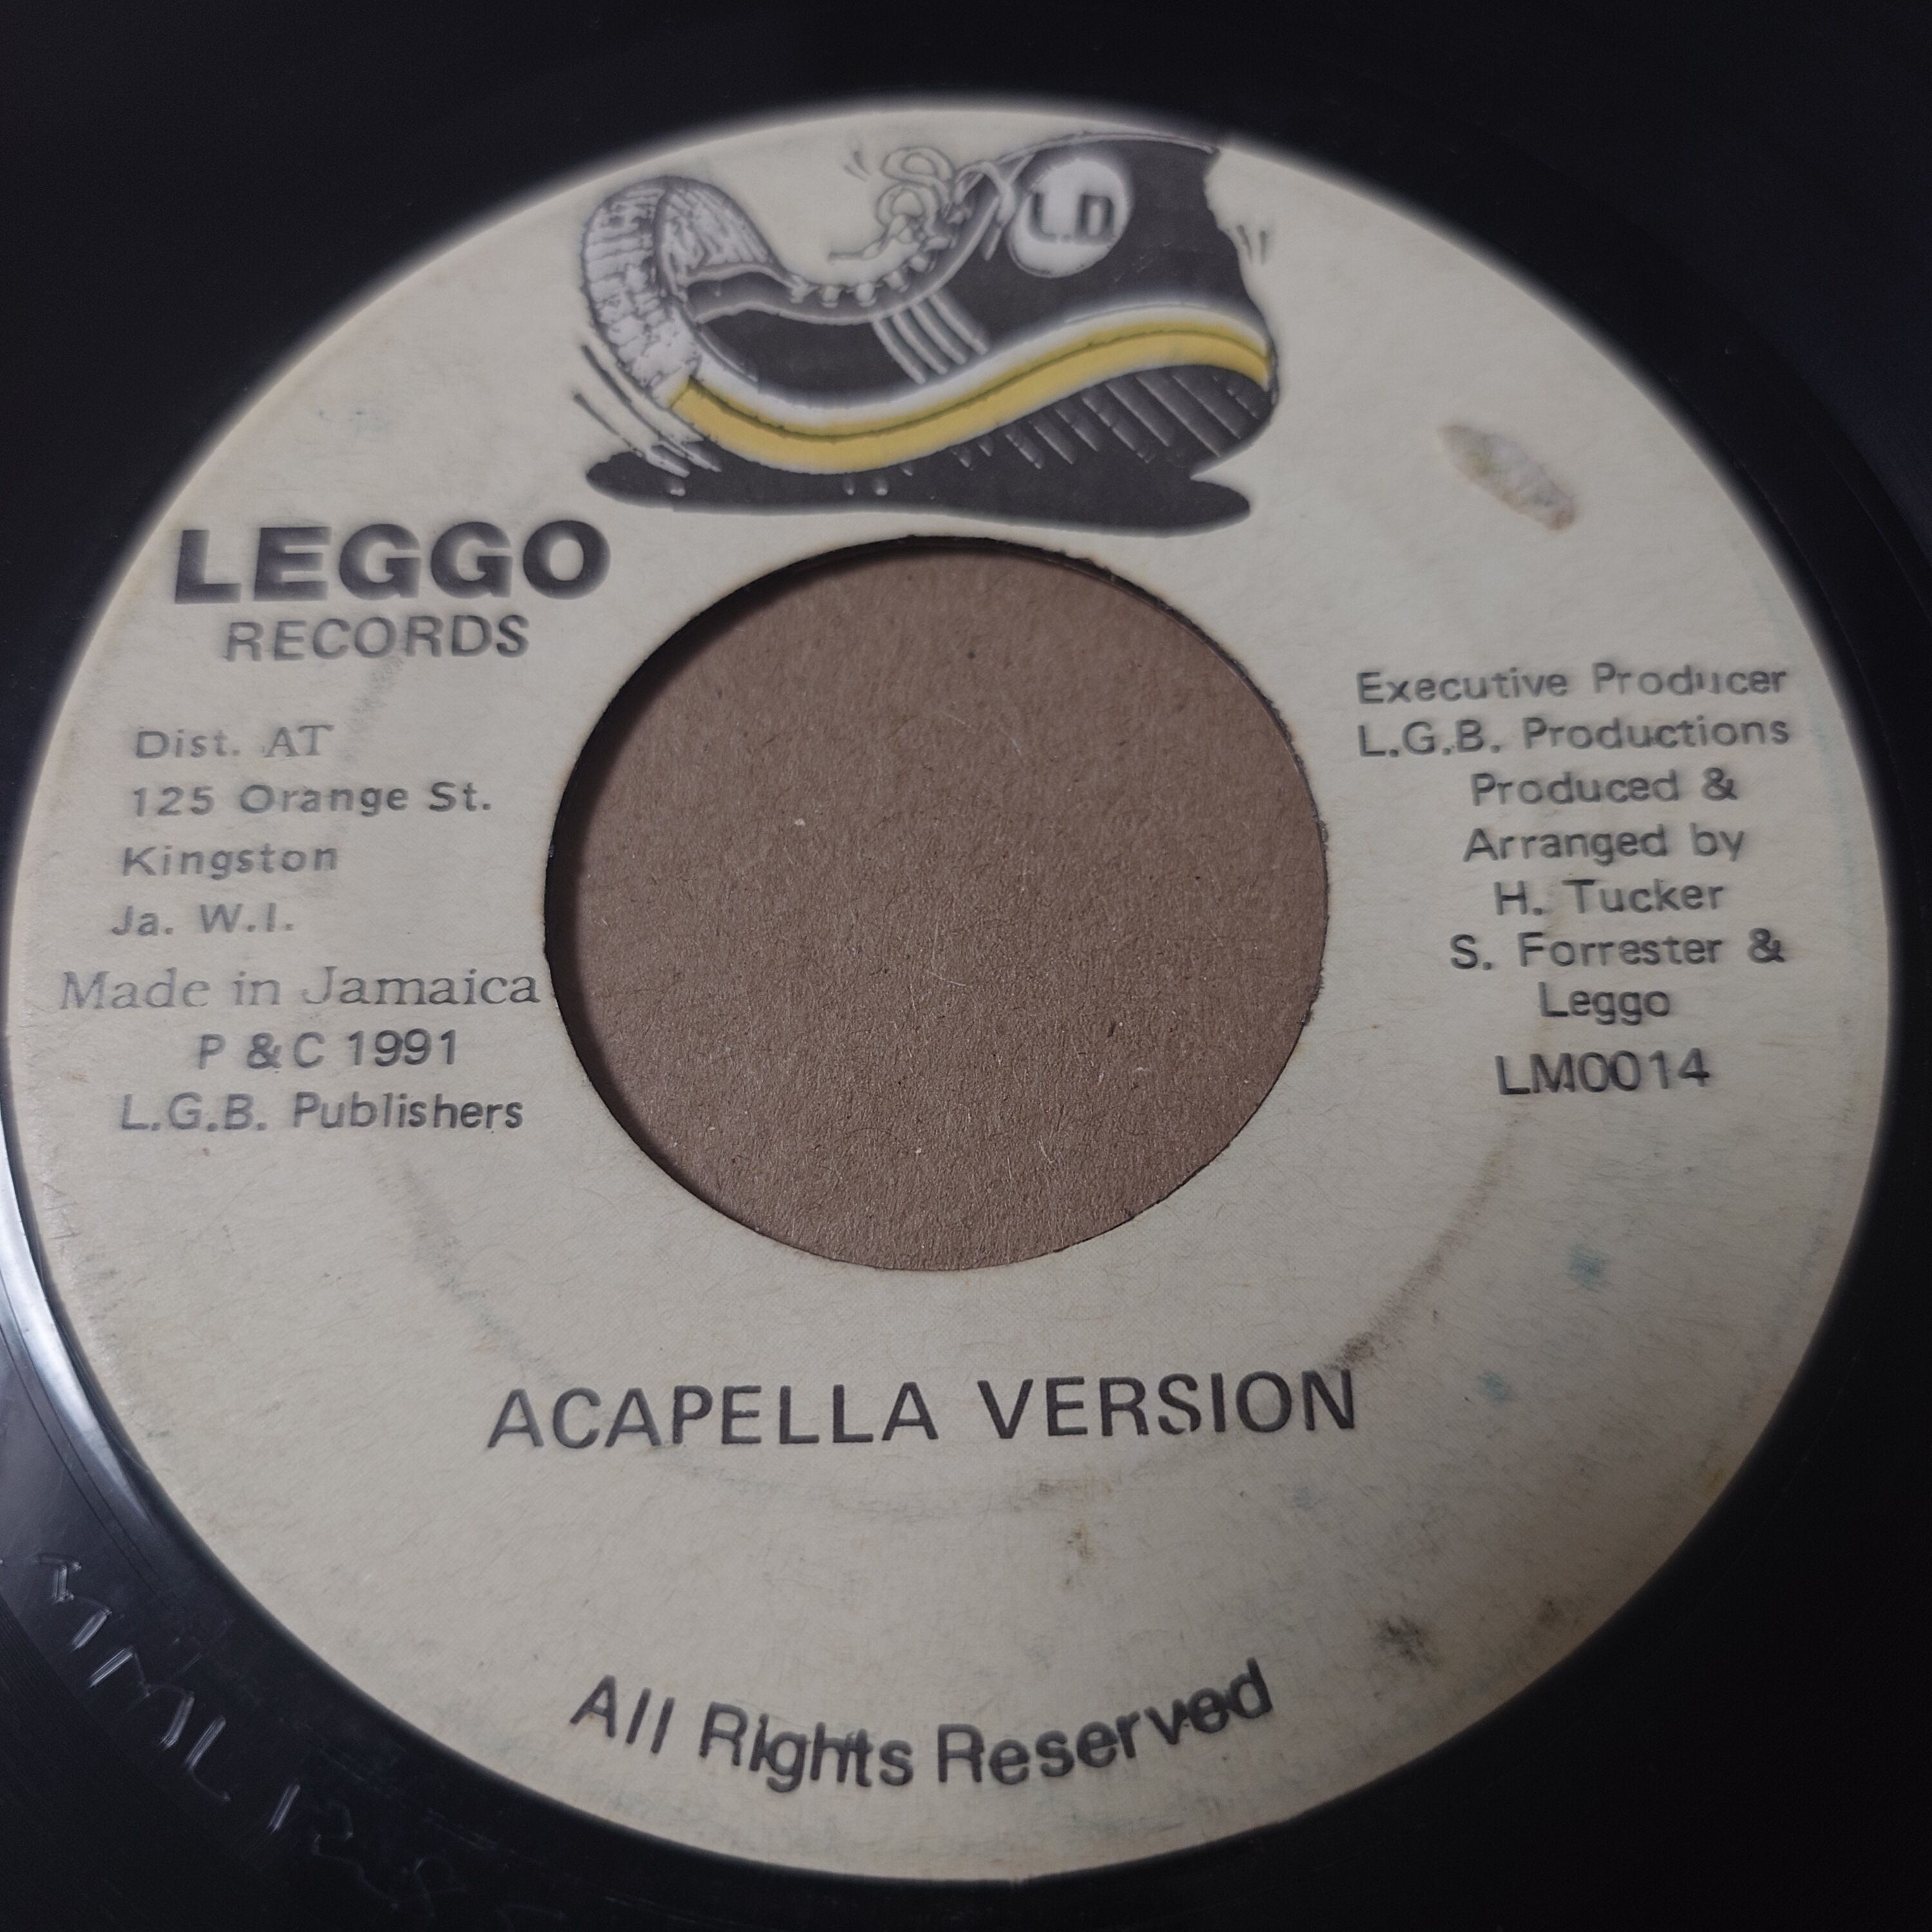 L.D
LEGGO
RECORDS
Dist. AT
125 Orange St.
Kingston
Ja. W.I.
Made in Jamaica
P & C 1991
L.G.B. Publishers
Executive Producer
L.G.B. Productions
Produced &
Arranged by
H. Tucker
S. Forrester &
Leggo
LM0014
ACAPELLA VERSION
All Rights Reserved